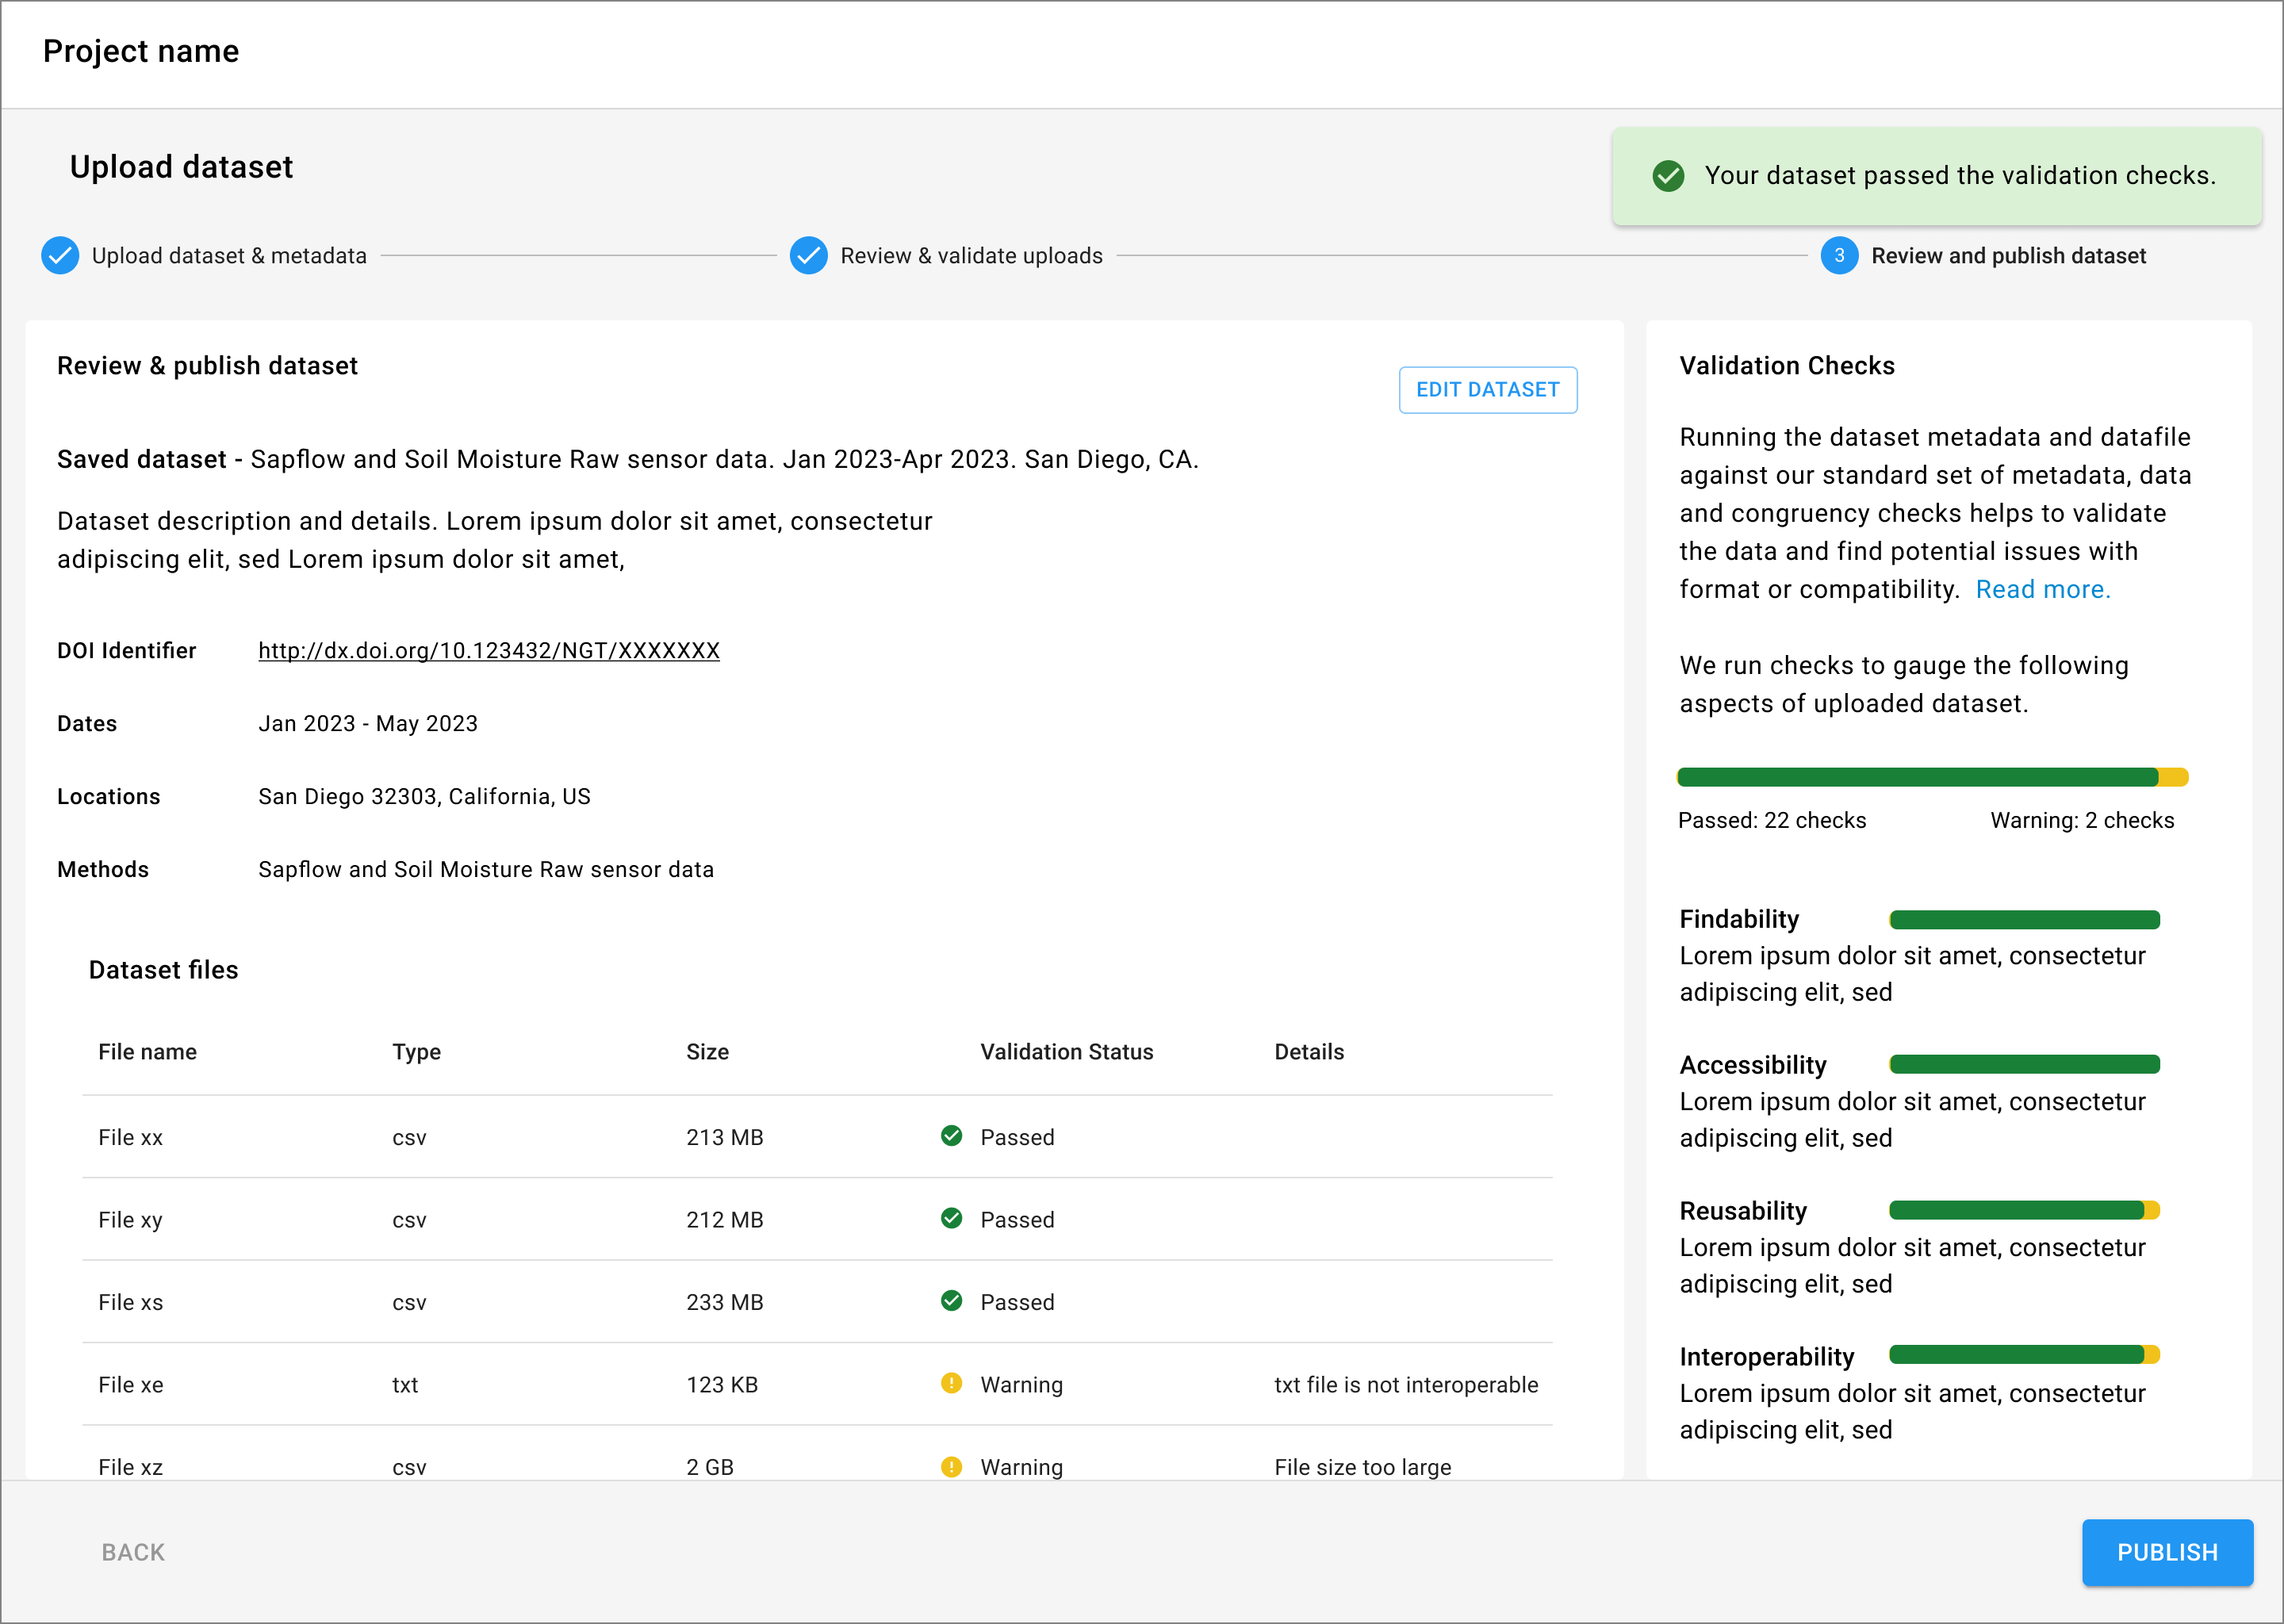 Project name
Upload dataset
Your dataset passed the validation checks.
Upload dataset & metadata
Review & validate uploads
3 Review and publish dataset
Review & publish dataset
EDIT DATASET
Saved dataset - Sapflow and Soil Moisture Raw sensor data. Jan 2023-Apr 2023. San Diego, CA.
Dataset description and details. Lorem ipsum dolor sit amet, consectetur
adipiscing elit, sed Lorem ipsum dolor sit amet,
DOI Identifier http://dx.doi.org/10.123432/NGT/XXXXXXX
Dates Jan 2023 - May 2023
Locations San Diego 32303, California, US
Methods Sapflow and Soil Moisture Raw sensor data
Dataset files
File name Type Size Validation Status Details
File xx csv 213 MB Passed
File xy csv 212 MB Passed
File xs csv 233 MB Passed
File xe txt 123 KB Warning txt file is not interoperable
File xz csv 2 GB Warning File size too large
Validation Checks
Running the dataset metadata and datafile
against our standard set of metadata, data
and congruency checks helps to validate
the data and find potential issues with
format or compatibility. Read more.
We run checks to gauge the following
aspects of uploaded dataset.
Passed: 22 checks Warning: 2 checks
Findability
Lorem ipsum dolor sit amet, consectetur
adipiscing elit, sed
Accessibility
Lorem ipsum dolor sit amet, consectetur
adipiscing elit, sed
Reusability
Lorem ipsum dolor sit amet, consectetur
adipiscing elit, sed
Interoperability
Lorem ipsum dolor sit amet, consectetur
adipiscing elit, sed
BACK
PUBLISH